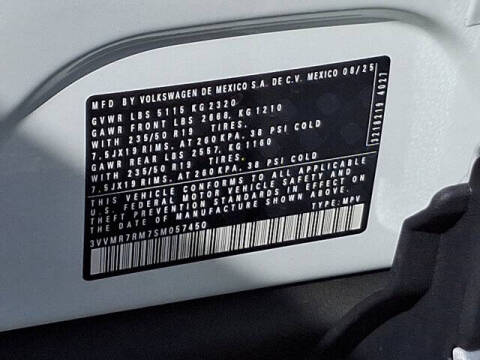 MFD BY VOLKSWAGEN DE MEXICO S.A. DE C.V. MEXICO 08/25
GVWR LBS 5115 KG 2320
GAWR FRONT LBS 2668, KG1210
WITH 235/50 R19 TIRES,
7.5JX19 RIMS, AT 260 KPA, 38 PSI COLD
GAWR REAR LBS 2557, KG1160
WITH 235/50 R19 TIRES,
7.5JX19 RIMS, AT 260 KPA, 38 PSI COLD
THIS VEHICLE CONFORMS TO ALL APPLICABLE
U.S. FEDERAL MOTOR VEHICLE SAFETY AND
THEFT PREVENTION STANDARDS IN EFFECT ON
THE DATE OF MANUFACTURE SHOWN ABOVE.
3VVMR7RM7SM057450 TYPE: MPV
3218219 4027